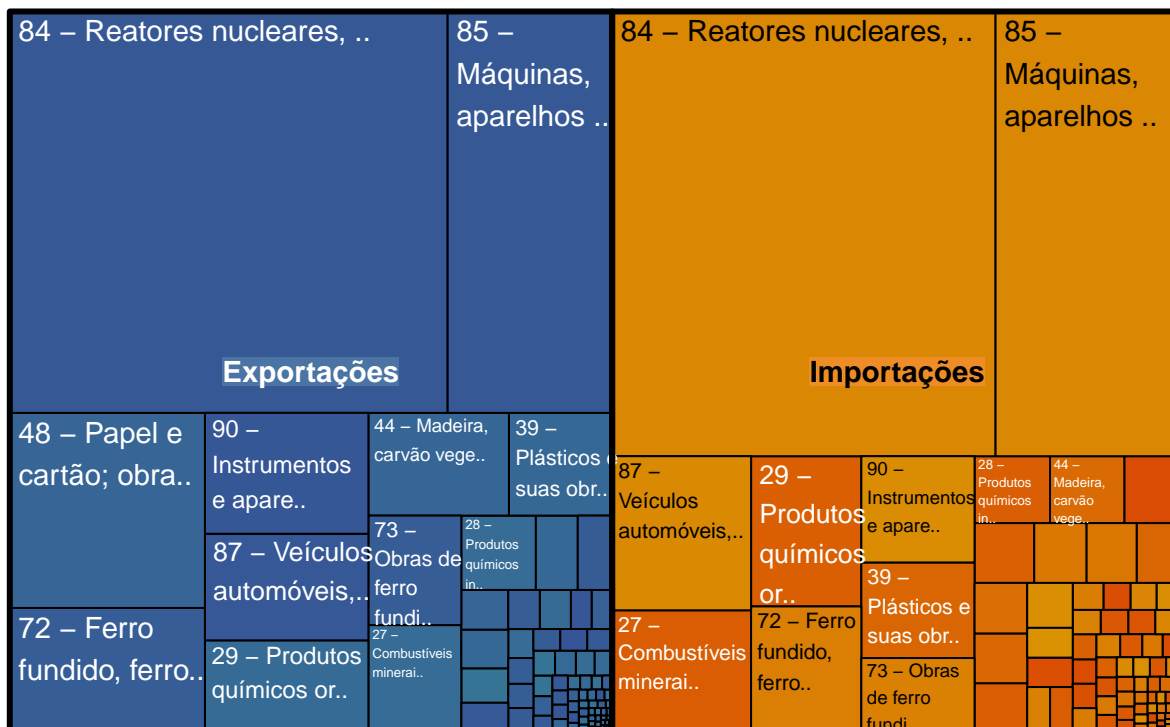 84 – Reatores nucleares, ..
85 –
Máquinas,
aparelhos ..
Exportações
48 – Papel e
cartão; obra..
90 –
Instrumentos
e apare..
44 – Madeira,
carvão vege..
39 –
Plásticos e
suas obr..
87 – Veículos
automóveis,..
73 –
Obras de
ferro
fundi..
28 –
Produtos
químicos
in..
72 – Ferro
fundido, ferro..
29 – Produtos
químicos or..
27 –
Combustíveis
minerai..
84 – Reatores nucleares, ..
85 –
Máquinas,
aparelhos ..
Importações
87 –
Veículos
automóveis,..
29 –
Produtos
químicos
or..
90 –
Instrumentos
e apare..
28 –
Produtos
químicos
in..
44 –
Madeira,
carvão
vege..
39 –
Plásticos e
suas obr..
27 –
Combustíveis
minerai..
72 – Ferro
fundido,
ferro..
73 – Obras
de ferro
fundi..